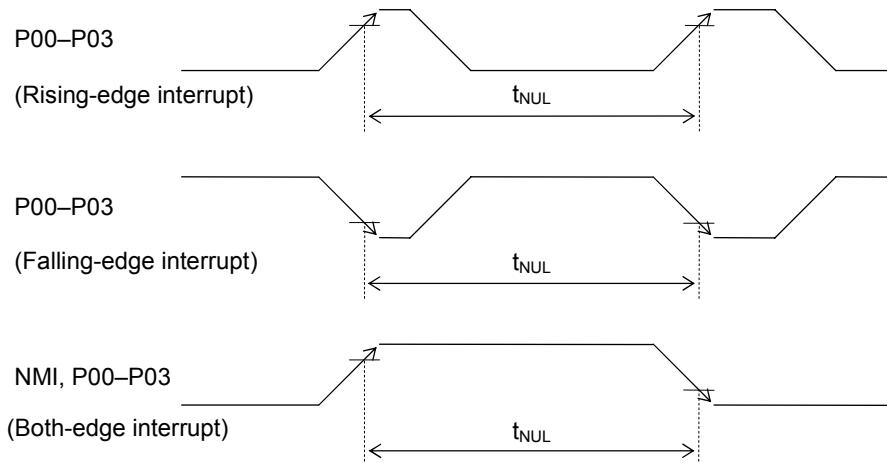 P00–P03
(Rising-edge interrupt)
tNUL
P00–P03
(Falling-edge interrupt)
tNUL
NMI, P00–P03
(Both-edge interrupt)
tNUL